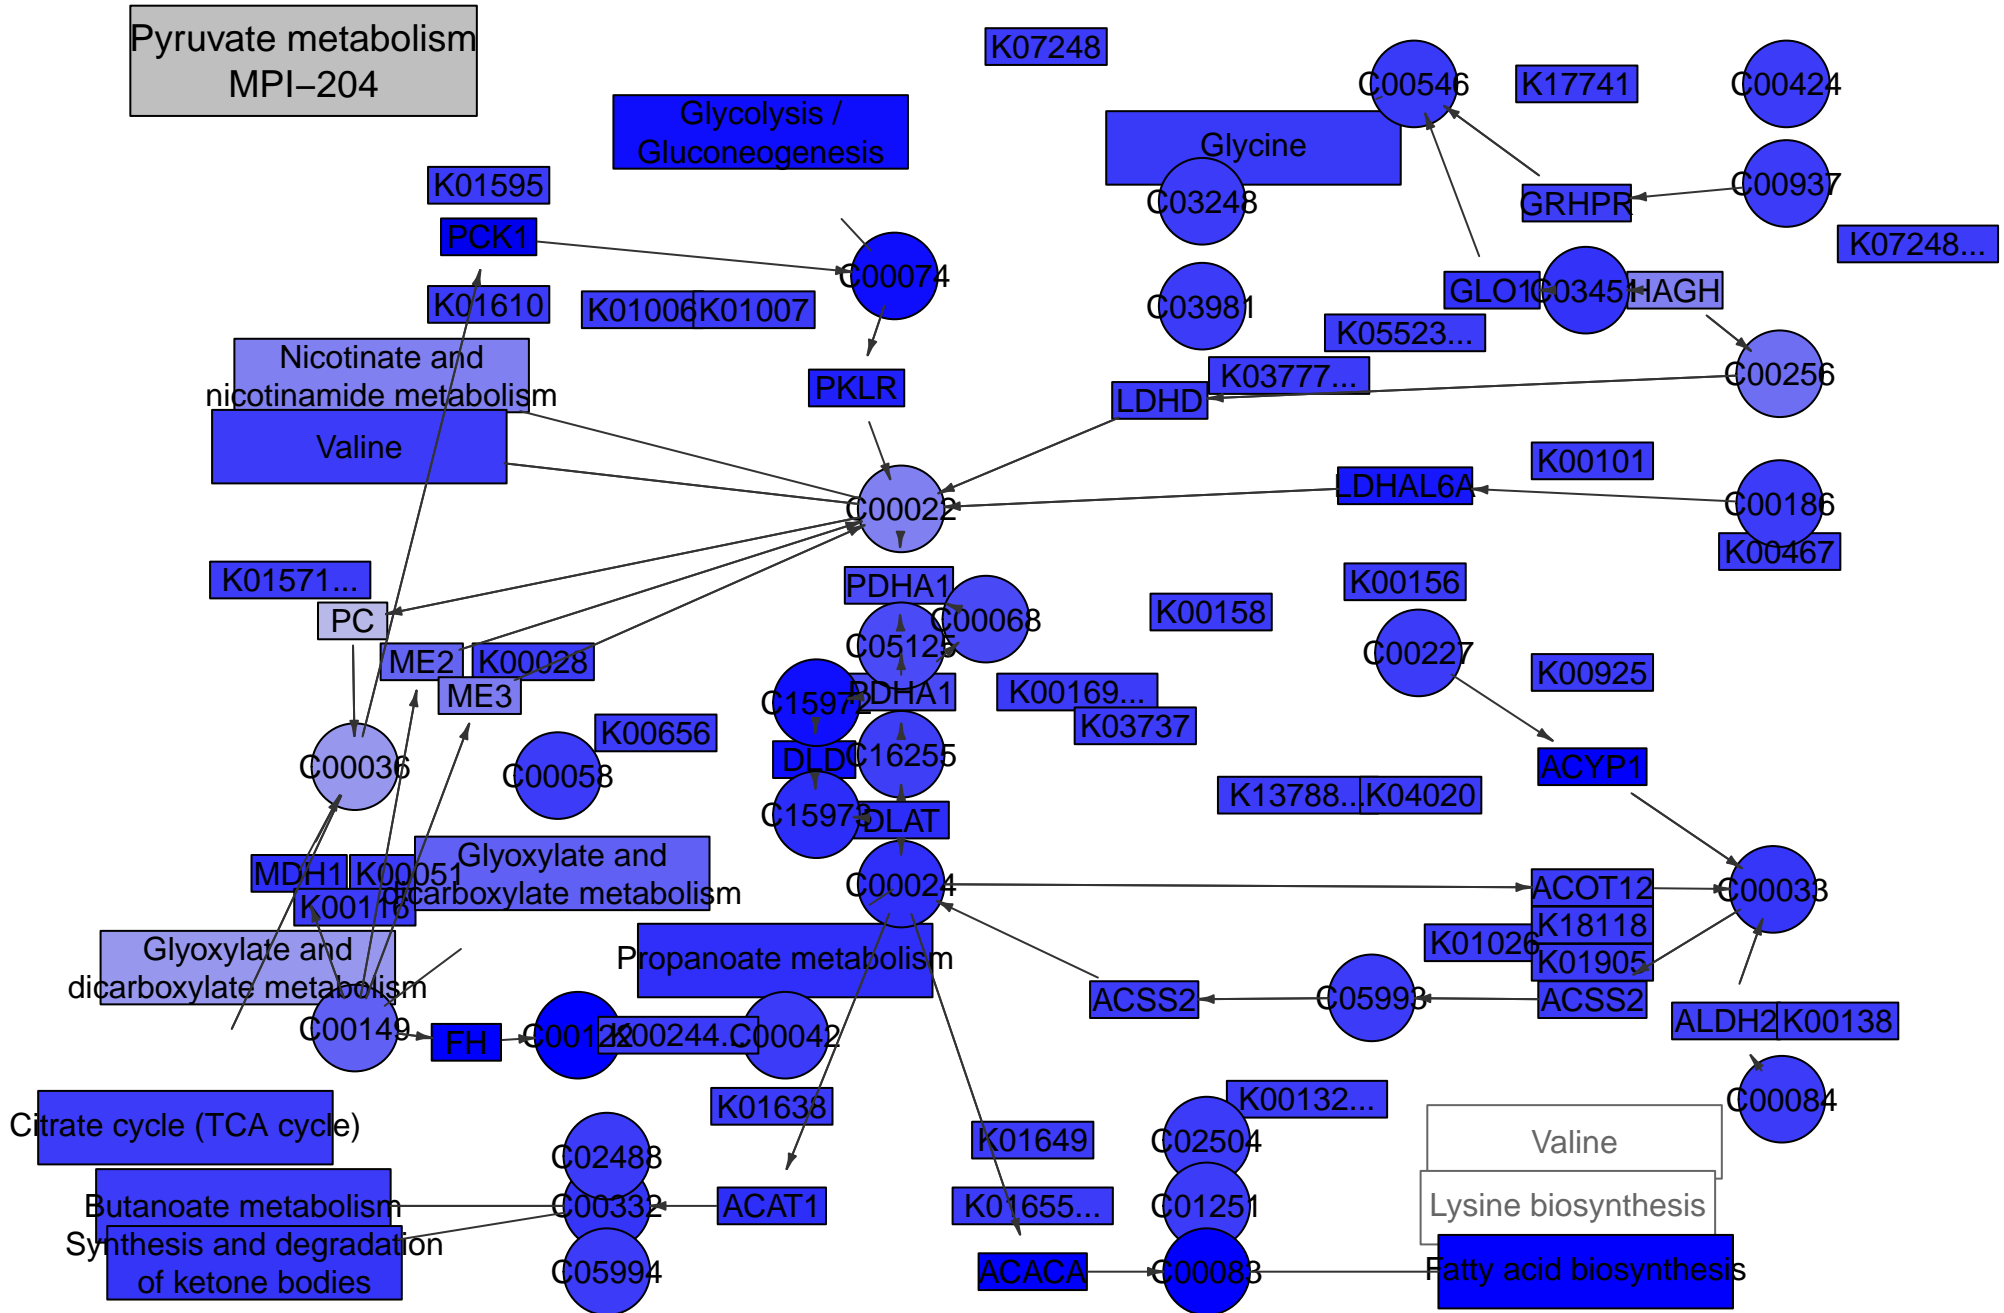 Pyruvate metabolism
MPI−204
K07248
C00546
K17741
C00424
Glycolysis /
Gluconeogenesis
Glycine
K01595
C03248
GRHPR
C00937
PCK1
K07248...
C00074
GLO1
C03451
HAGH
K01610
K01006
K01007
C03981
K05523...
Nicotinate and
nicotinamide metabolism
PKLR
K03777...
LDHD
C00256
Valine
K00101
LDHAL6A
C00186
C00022
K00467
K01571...
PDHA1
K00156
PC
C00068
K00158
C05125
C00227
ME2
K00028
K00925
ME3
C15972
PDHA1
K00169...
K03737
K00656
C00036
C00058
DLD
C16255
ACYP1
K13788...
K04020
C15973
DLAT
MDH1
K00051
Glyoxylate and
dicarboxylate metabolism
C00024
ACOT12
C00033
K00116
K18118
K01026
Glyoxylate and
dicarboxylate metabolism
Propanoate metabolism
K01905
ACSS2
C05993
ACSS2
C00149
FH
C00122
K00244...
C00042
ALDH2
K00138
K01638
K00132...
C00084
Citrate cycle (TCA cycle)
C02488
K01649
C02504
Valine
Butanoate metabolism
C00332
ACAT1
K01655...
C01251
Lysine biosynthesis
Synthesis and degradation
of ketone bodies
C05994
ACACA
C00083
Fatty acid biosynthesis